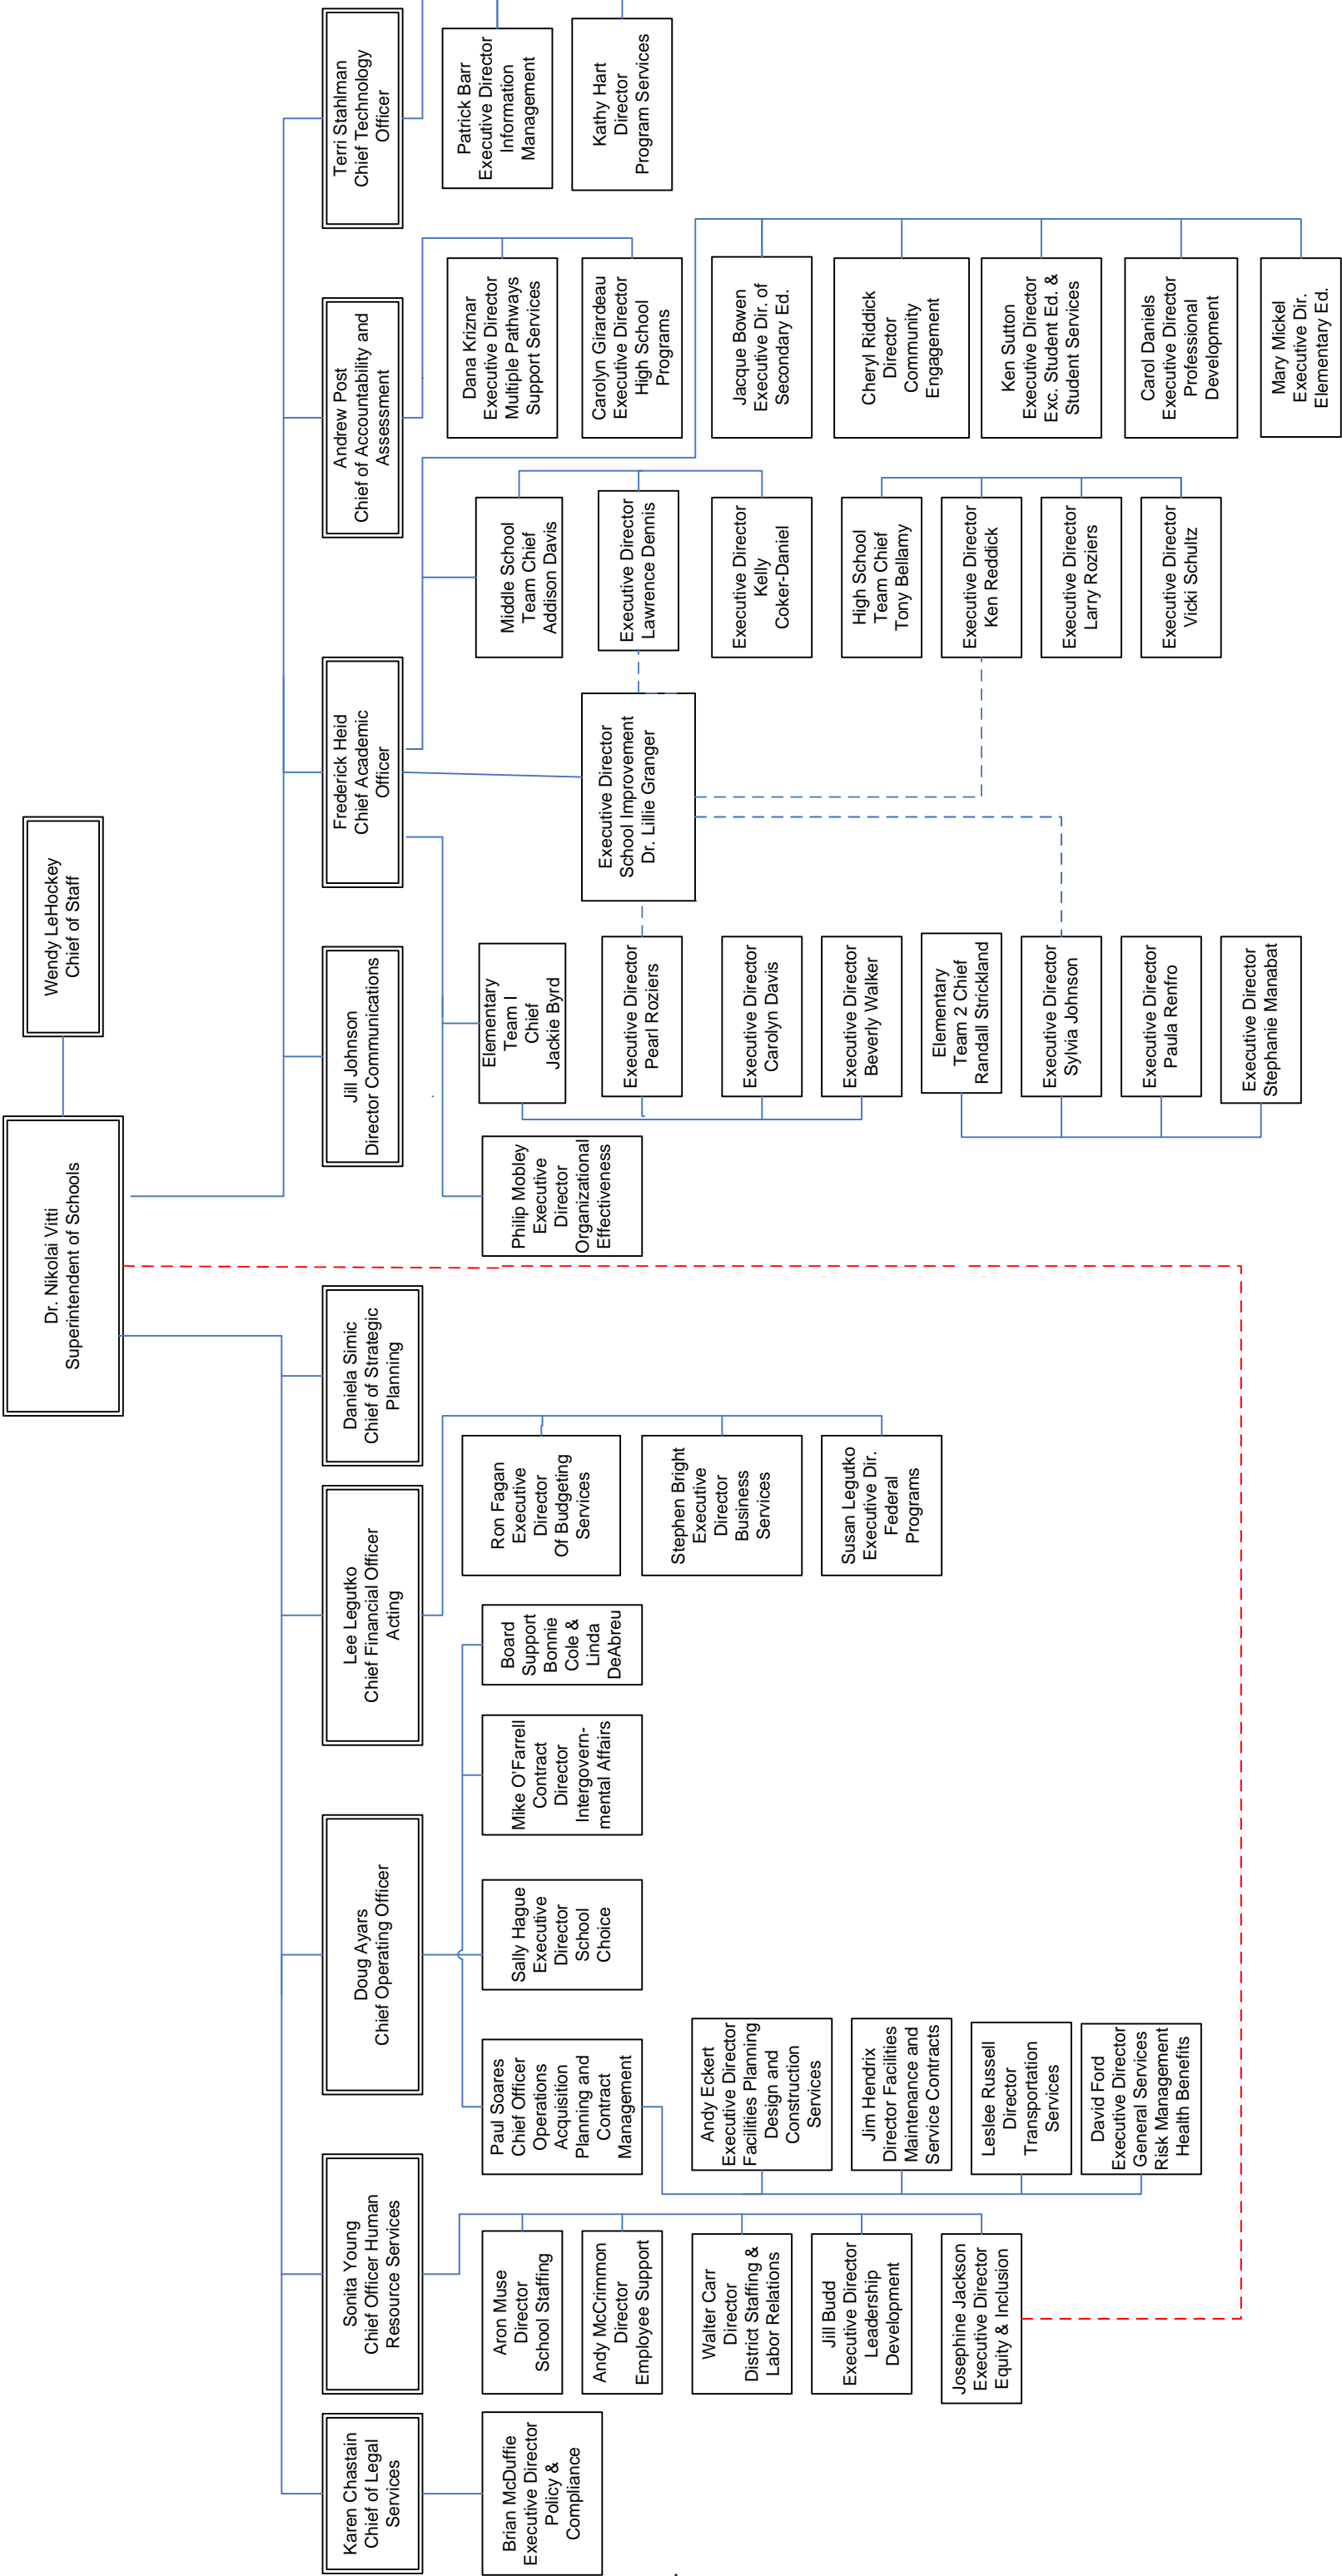 Dr. Nikolai Vitti
Superintendent of Schools
Wendy LeHockey
Chief of Staff
Karen Chastain
Chief of Legal
Services
Sonita Young
Chief Officer Human
Resource Services
Doug Ayars
Chief Operating Officer
Lee Legutko
Chief Financial Officer
Acting
Daniela Simic
Chief of Strategic
Planning
Jill Johnson
Director Communications
Frederick Heid
Chief Academic
Officer
Andrew Post
Chief of Accountability and
Assessment
Terri Stahlman
Chief Technology
Officer
Brian McDuffie
Executive Director
Policy &
Compliance
Aron Muse
Director
School Staffing
Andy McCrimmon
Director
Employee Support
Walter Carr
Director
District Staffing &
Labor Relations
Jill Budd
Executive Director
Leadership
Development
Josephine Jackson
Executive Director
Equity & Inclusion
Paul Soares
Chief Officer
Operations
Acquisition
Planning and
Contract
Management
Andy Eckert
Executive Director
Facilities Planning
Design and
Construction
Services
Jim Hendrix
Director Facilities
Maintenance and
Service Contracts
Leslee Russell
Director
Transportation
Services
David Ford
Executive Director
General Services
Risk Management
Health Benefits
Sally Hague
Executive
Director
School
Choice
Mike O'Farrell
Contract
Director
Intergovern-
mental Affairs
Board
Support
Bonnie
Cole &
Linda
DeAbreu
Ron Fagan
Executive
Director
Of Budgeting
Services
Stephen Bright
Executive
Director
Business
Services
Susan Legutko
Executive Dir.
Federal
Programs
Philip Mobley
Executive
Director
Organizational
Effectiveness
Elementary
Team I
Chief
Jackie Byrd
Executive Director
Pearl Roziers
Executive Director
Carolyn Davis
Executive Director
Beverly Walker
Elementary
Team 2 Chief
Randall Strickland
Executive Director
Sylvia Johnson
Executive Director
Paula Renfro
Executive Director
Stephanie Manabat
Executive Director
School Improvement
Dr. Lillie Granger
Middle School
Team Chief
Addison Davis
Executive Director
Lawrence Dennis
Executive Director
Kelly
Coker-Daniel
High School
Team Chief
Tony Bellamy
Executive Director
Ken Reddick
Executive Director
Larry Roziers
Executive Director
Vicki Schultz
Dana Kriznar
Executive Director
Multiple Pathways
Support Services
Carolyn Girardeau
Executive Director
High School
Programs
Jacque Bowen
Executive Dir. of
Secondary Ed.
Cheryl Riddick
Director
Community
Engagement
Ken Sutton
Executive Director
Exc. Student Ed. &
Student Services
Carol Daniels
Executive Director
Professional
Development
Mary Mickel
Executive Dir.
Elementary Ed.
Patrick Barr
Executive Director
Information
Management
Kathy Hart
Director
Program Services